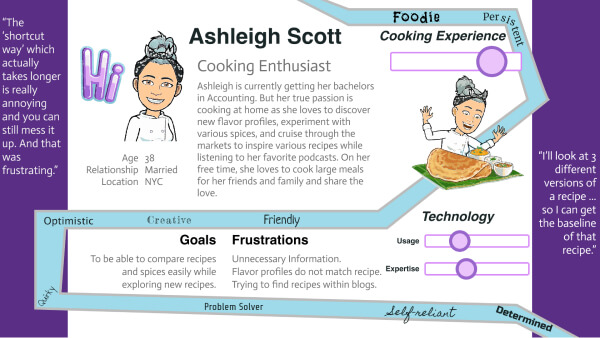 “The
‘shortcut
way’ which
actually
takes longer
is really
annoying
and you can
still mess it
up. And that
was
frustrating.”
Hi
Ashleigh Scott
Cooking Enthusiast
Ashleigh is currently getting her bachelors
in Accounting. But her true passion is
cooking at home as she loves to discover
new flavor profiles, experiment with
various spices, and cruise through the
markets to inspire various recipes while
listening to her favorite podcasts. On her
free time, she loves to cook large meals
for her friends and family and share the
love.
Age 38
Relationship Married
Location NYC
Foodie
Persistent
Cooking Experience
“I’ll look at 3
different
versions of
a recipe ...
so I can get
the baseline
of that
recipe.”
Optimistic
Creative
Friendly
Technology
Usage
Expertise
Goals
To be able to compare recipes
and spices easily while
exploring new recipes.
Frustrations
Unnecessary Information.
Flavor profiles do not match recipe.
Trying to find recipes within blogs.
Quirky
Problem Solver
Self-reliant
Determined